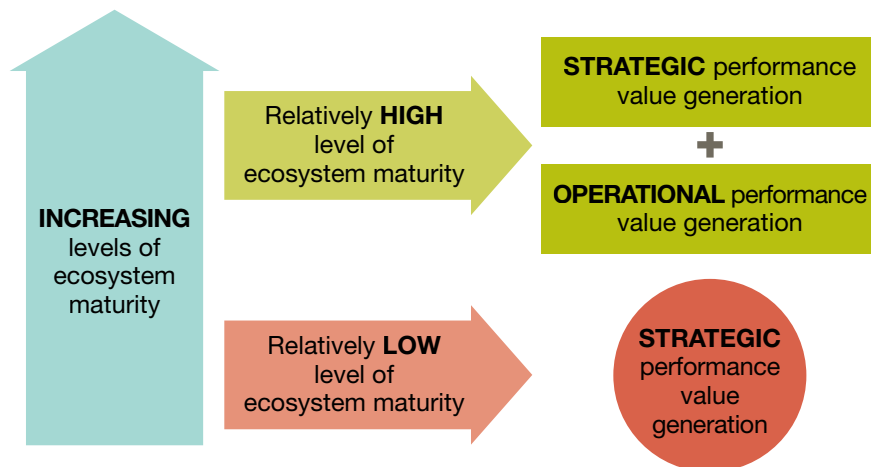 INCREASING
levels of
ecosystem
maturity
Relatively HIGH
level of
ecosystem maturity
STRATEGIC performance
value generation
+
OPERATIONAL performance
value generation
Relatively LOW
level of
ecosystem maturity
STRATEGIC
performance
value
generation